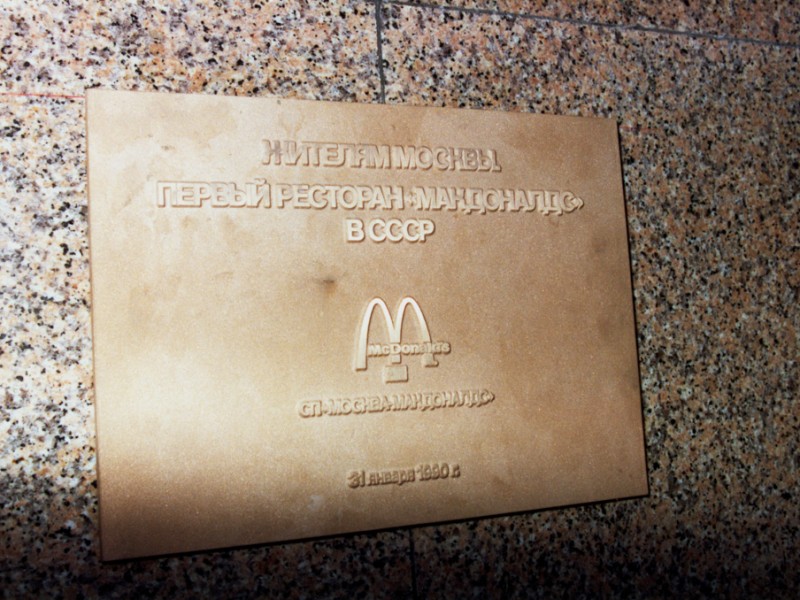 ЖИТЕЛЯМ МОСКВЫ.
ПЕРВЫЙ РЕСТОРАН «МАКДОНАЛДС»
В СССР
McDonald's
СП «МОСКВА-МАКДОНАЛДС»
31 января 1990 г.